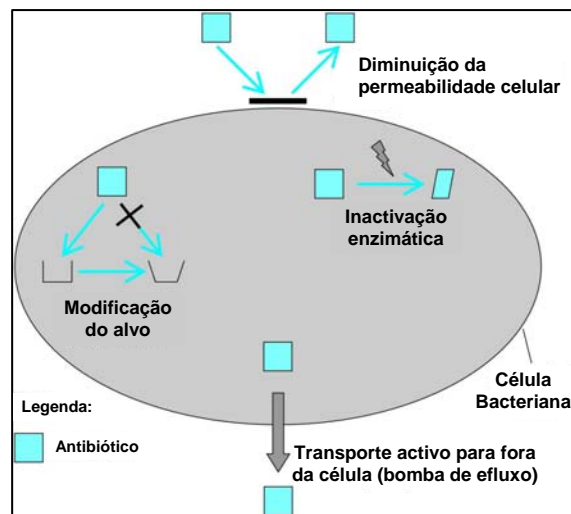 Diminuição da
permeabilidade celular
Inactivação
enzimática
Modificação
do alvo
Célula
Bacteriana
Legenda:
Antibiótico
Transporte activo para fora
da célula (bomba de efluxo)